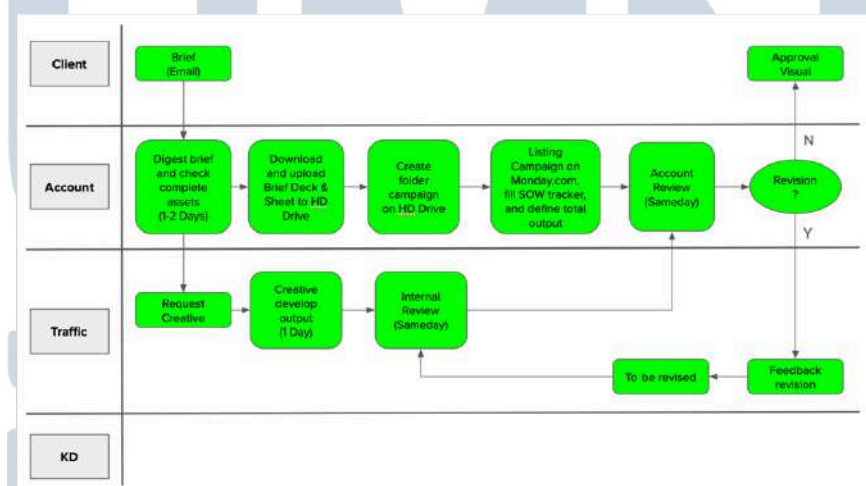 Client
Brief
(Email)
Approval
Visual
N
Account
Digest brief
and check
complete
assets
(1-2 Days)
Download
and upload
Brief Deck &
Sheet to HD
Drive
Create
folder
campaign
on HD Drive
Listing
Campaign on
Monday.com,
fill SOW tracker,
and define total
output
Account
Review
(Sameday)
Revision
?
Y
Traffic
Request
Creative
Creative
develop
output
(1 Day)
Internal
Review
(Sameday)
To be revised
Feedback
revision
KD